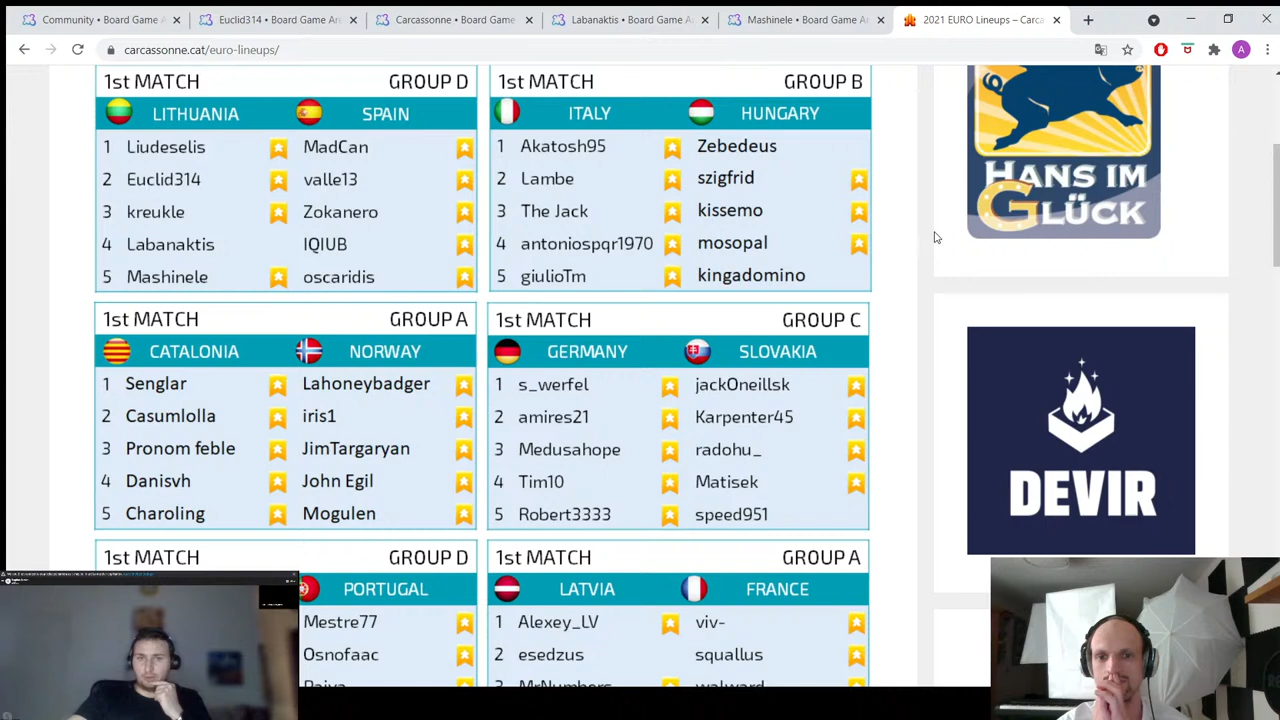 Community • Board Game A
Euclid314 • Board Game Are
Carcassonne • Board Game
Labanaktis • Board Game A
Mashinele • Board Game Ar
2021 EURO Lineups – Carca
carcassonne.cat/euro-lineups/
A
1st MATCH GROUP D
LITHUANIA SPAIN
1 Liudeselis MadCan
2 Euclid314 valle13
3 kreukle Zokanero
4 Labanaktis IQIUB
5 Mashinele oscaridis
1st MATCH GROUP B
ITALY HUNGARY
1 Akatosh95 Zebedeus
2 Lambe szigfrid
3 The Jack kissemo
4 antoniospqr1970 mosopal
5 giulioTm kingadomino
1st MATCH GROUP A
CATALONIA NORWAY
1 Senglar Lahoneybadger
2 Casumlolla iris1
3 Pronom feble JimTargaryan
4 Danisvh John Egil
5 Charoling Mogulen
1st MATCH GROUP C
GERMANY SLOVAKIA
1 s_werfel jackOneillsk
2 amires21 Karpenter45
3 Medusahope radohu_
4 Tim10 Matisek
5 Robert3333 speed951
1st MATCH GROUP D
PORTUGAL
Mestre77
Osnofaac
Paiva
1st MATCH GROUP A
LATVIA FRANCE
1 Alexey_LV viv-
2 esedzus squallus
3 MrNumbers walward
HANS IM
GLÜCK
DEVIR